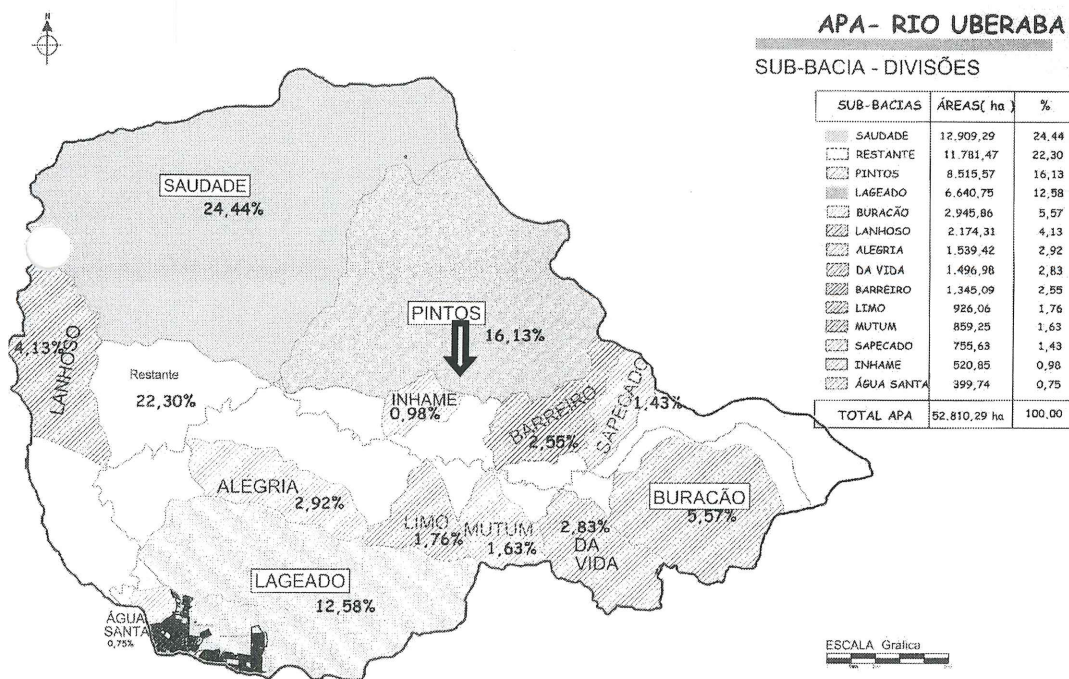 N
APA- RIO UBERABA
SUB-BACIA - DIVISÕES
SUB-BACIAS ÁREAS( ha ) %
SAUDADE 12.909,29 24,44
RESTANTE 11.781,47 22,30
PINTOS 8.515,57 16,13
LAGEADO 6.640,75 12,58
BURACÃO 2.945,86 5,57
LANHOSO 2.174,31 4,13
ALEGRIA 1.539,42 2,92
DA VIDA 1.496,98 2,83
BARREIRO 1.345,09 2,55
LIMO 926,06 1,76
MUTUM 859,25 1,63
SAPECADO 755,63 1,43
INHAME 520,85 0,98
ÁGUA SANTA 399,74 0,75
TOTAL APA 52.810,29 ha 100,00
SAUDADE
24,44%
PINTOS
16,13%
4,13%
LANHOSO
Restante
22,30%
INHAME
0,98%
BARREIRO
2,55%
SAPECADO
1,43%
ALEGRIA
2,92%
LIMO
1,76%
MUTUM
1,63%
2,83%
DA
VIDA
BURACÃO
5,57%
LAGEADO
12,58%
ÁGUA
SANTA
0,75%
ESCALA Gráfica